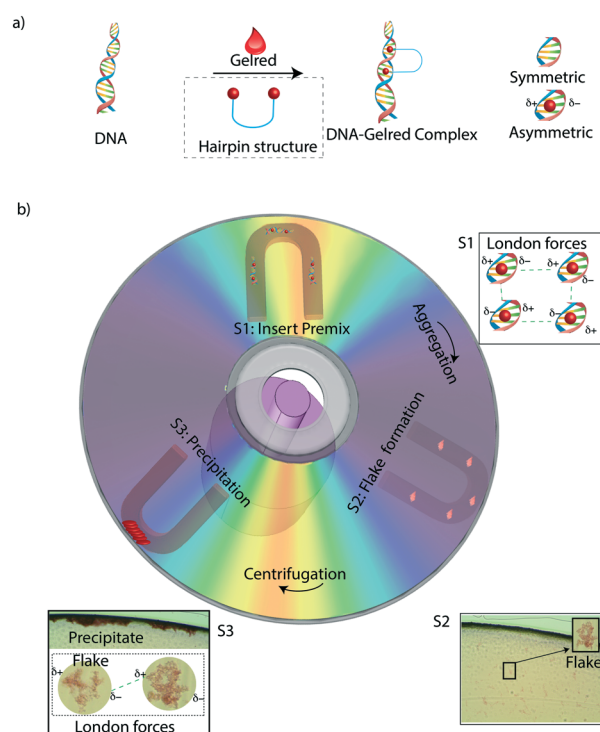 a)
Gelred
DNA
Hairpin structure
DNA-Gelred Complex
Symmetric
δ+ δ−
Asymmetric
b)
S1
London forces
δ+ δ− δ+ δ−
δ− δ+ δ− δ+
S1: Insert Premix
Aggregation
S2: Flake formation
S3: Precipitation
Centrifugation
S3
Precipitate
Flake
δ+ δ− δ+ δ−
London forces
S2
Flake